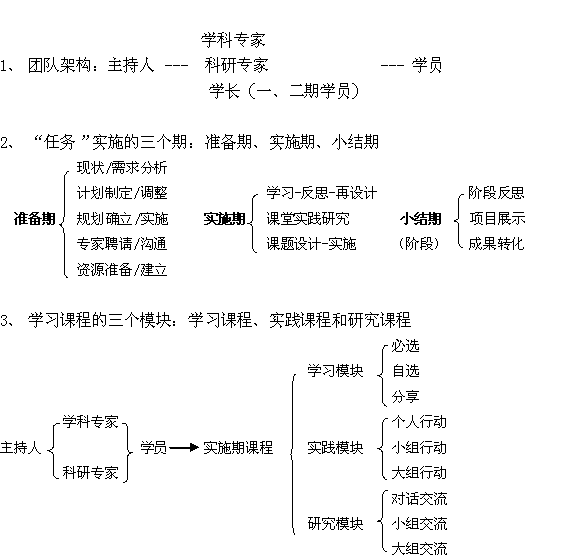 学科专家
1、 团队架构：主持人 --- 科研专家 --- 学员
学长（一、二期学员）
2、 “任务 ”实施的三个期：准备期、实施期、小结期
现状/需求分析
计划制定/调整 学习-反思-再设计 阶段反思
准备期 规划确立/实施 实施期 课堂实践研究 小结期 项目展示
专家聘请/沟通 课题设计-实施 (阶段) 成果转化
资源准备/建立
3、 学习课程的三个模块：学习课程、实践课程和研究课程
必选
学习模块 自选
分享
学科专家 个人行动
主持人 学员 实施期课程 实践模块 小组行动
科研专家 大组行动
对话交流
研究模块 小组交流
大组交流